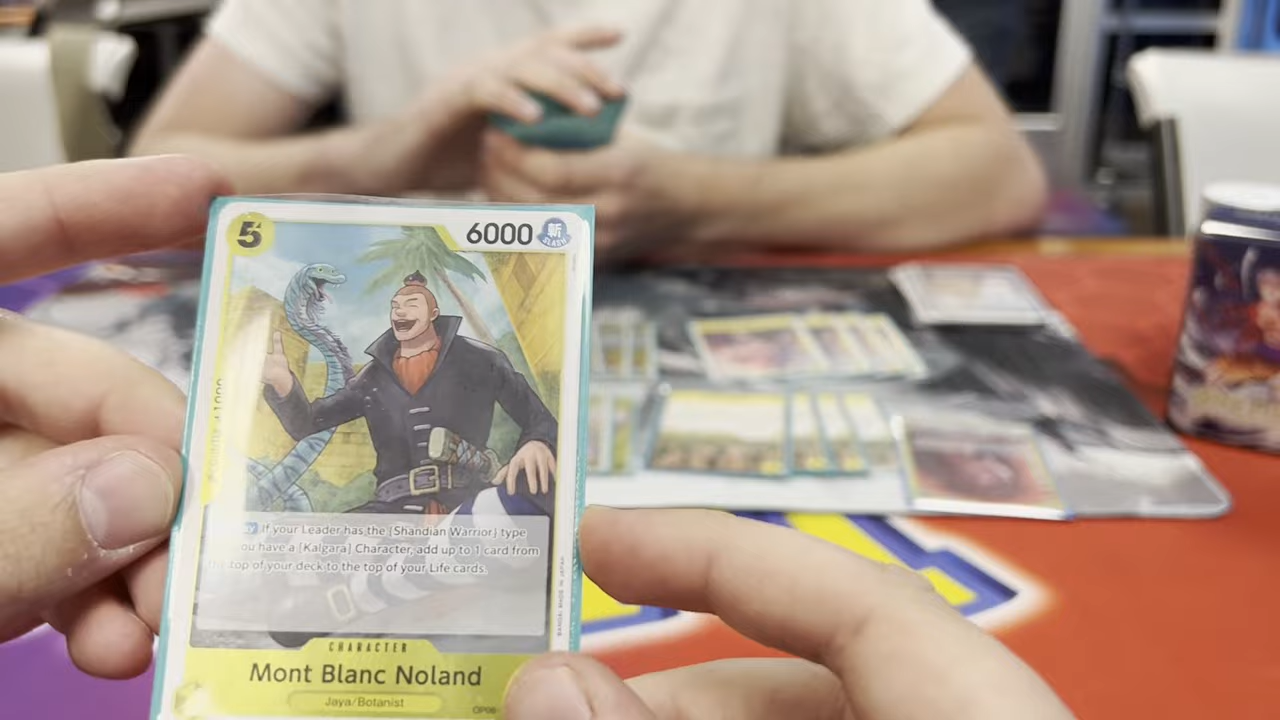 5
6000
斬
SLASH
If your Leader has the {Shandian Warrior} type
you have a [Kalgara] Character, add up to 1 card from
the top of your deck to the top of your Life cards.
CHARACTER
Mont Blanc Noland
Jaya/Botanist